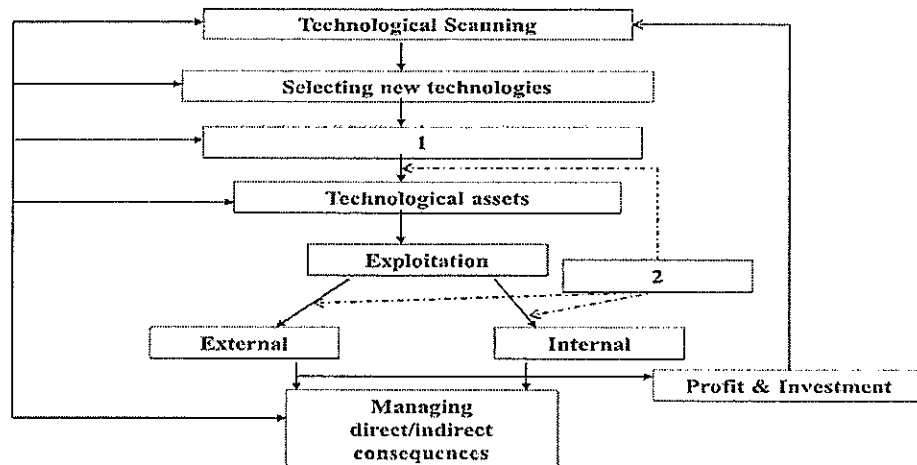 Technological Scanning
Selecting new technologies
1
Technological assets
Exploitation
2
External
Internal
Profit & Investment
Managing
direct/indirect
consequences